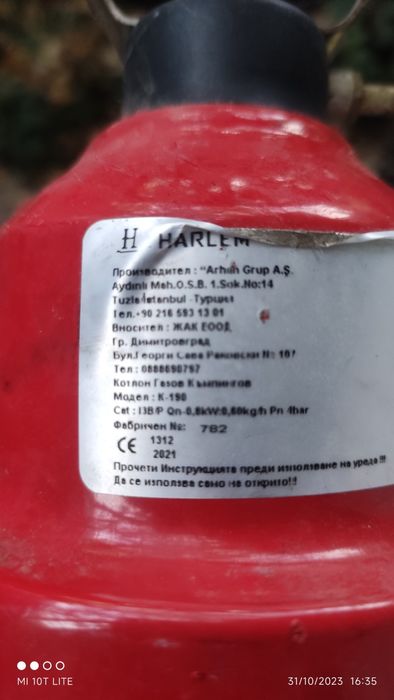 H HARLEM
Производител : "Arhan Grup A.Ş
Aydınlı Mah.O.S.B. 1.Sok.No:14
Tuzla/İstanbul -Турция
Тел.+90 216 593 13 01
Вносител : ЖАК ЕООД
Гр. Димитровград
Бул.Георги Сава Раковски № 107
Тел : 0888690797
Котлон Газов Къмпингов
Модел : K-190
Cat : I3B/P Qn-0,8kW:0,60kg/h Pn
Фабричен №: 782
CE 1312
2021
Прочети Инструкцията преди използване на уреда !!!
Да се използва само на открито!!!
MI 10T LITE
31/10/2023 16:35